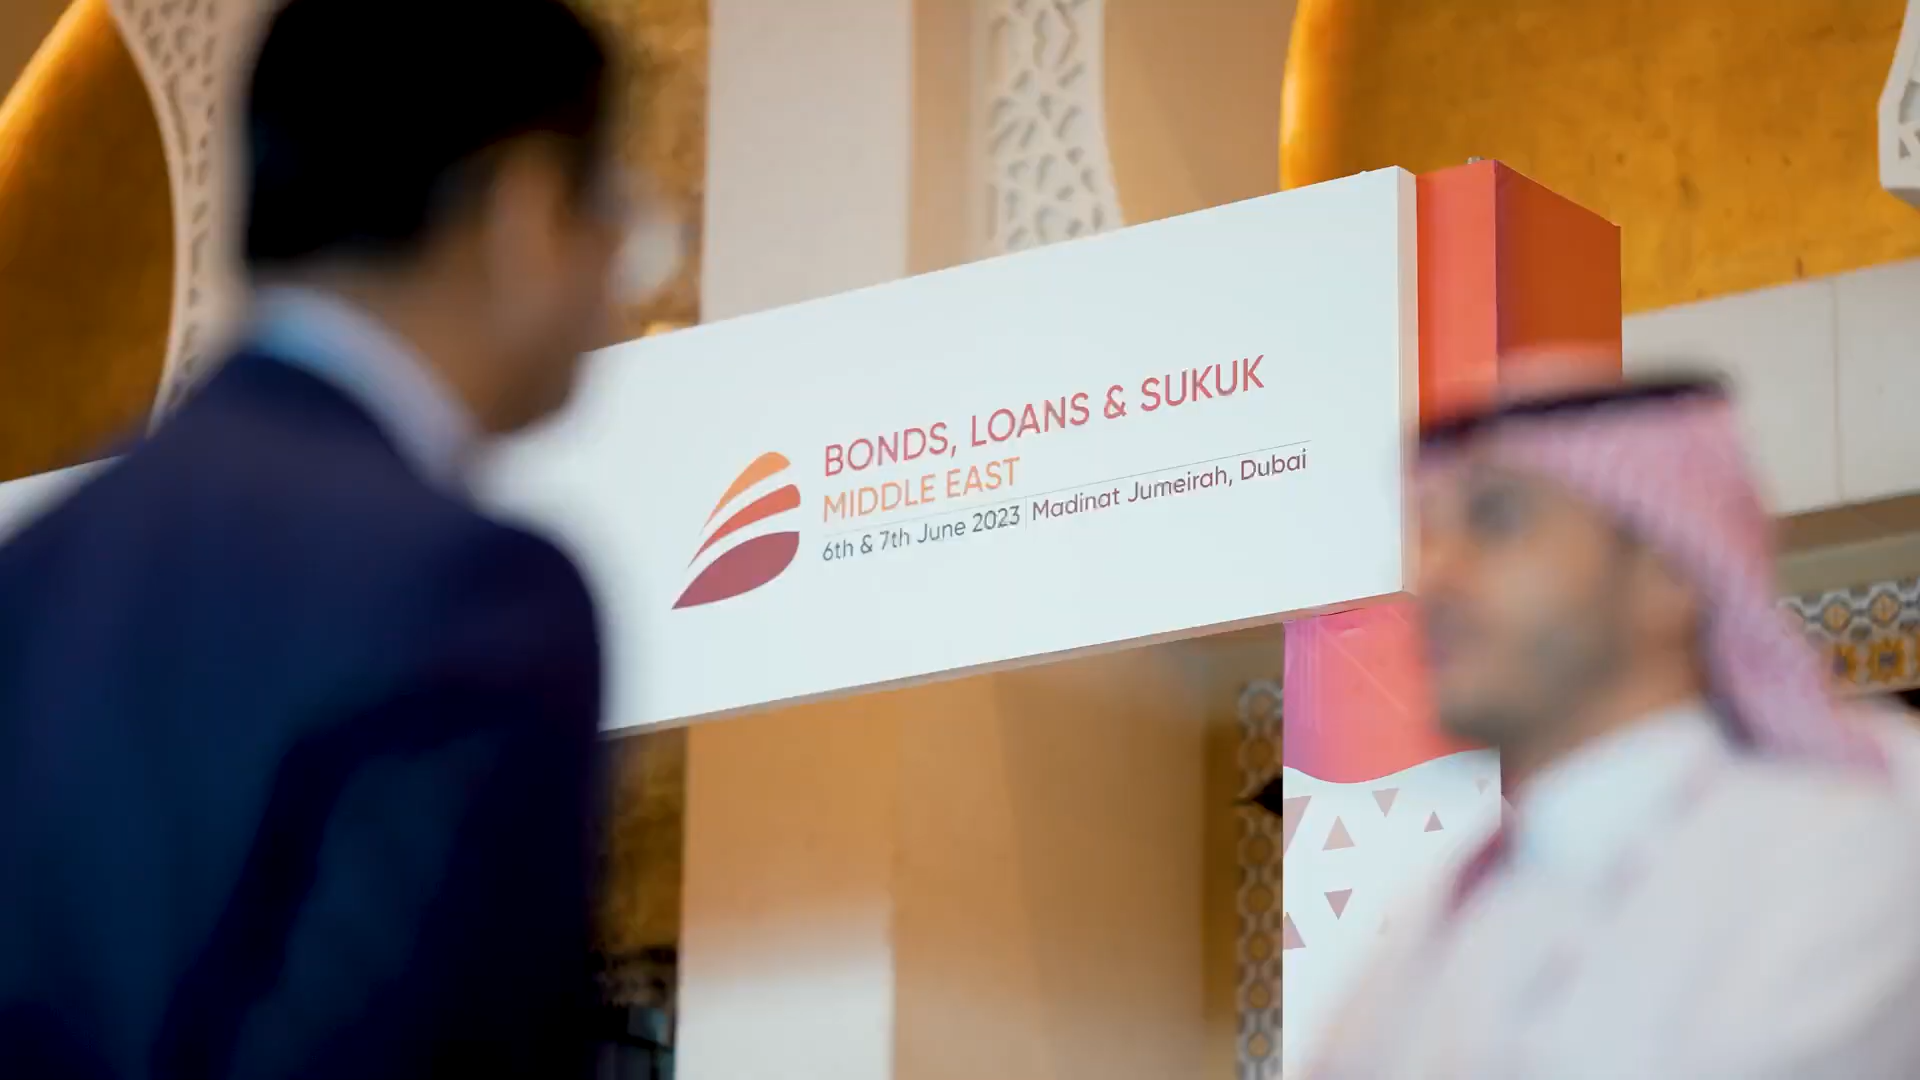 BONDS, LOANS & SUKUK
MIDDLE EAST
6th & 7th June 2023 | Madinat Jumeirah, Dubai